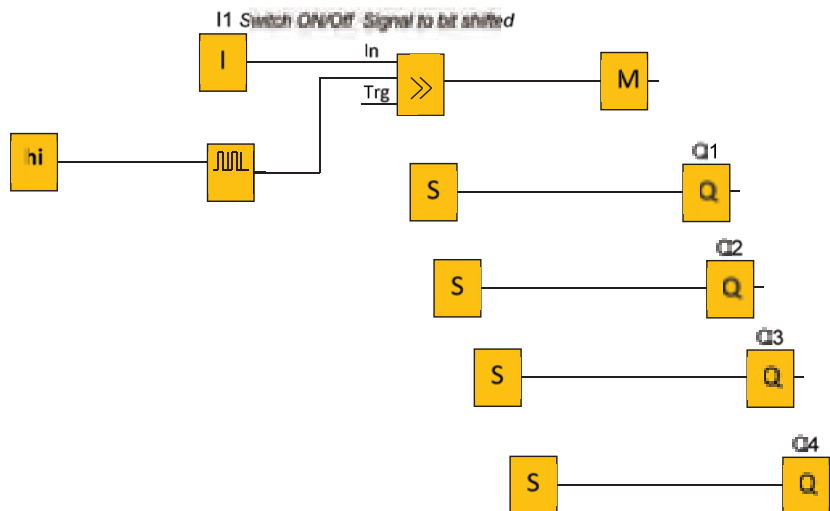 I1 Switch ON/Off Signal to bit shifted
I
In
Trg
M
hi
Q1
S
Q
Q2
S
Q
Q3
S
Q
Q4
S
Q